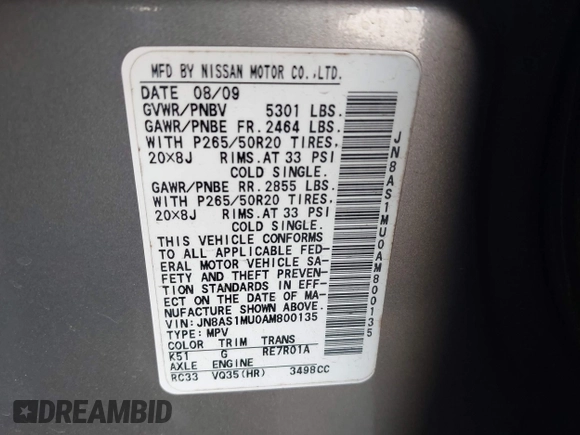 MFD BY NISSAN MOTOR CO.,LTD.
DATE 08/09
GVWR/PNBV 5301 LBS.
GAWR/PNBE FR. 2464 LBS.
WITH P265/50R20 TIRES,
20×8J RIMS.AT 33 PSI
COLD SINGLE.
GAWR/PNBE RR. 2855 LBS.
WITH P265/50R20 TIRES,
20×8J RIMS.AT 33 PSI
COLD SINGLE.
THIS VEHICLE CONFORMS
TO ALL APPLICABLE FED-
ERAL MOTOR VEHICLE SA-
FETY AND THEFT PREVEN-
TION STANDARDS IN EFF-
ECT ON THE DATE OF MA-
NUFACTURE SHOWN ABOVE.
VIN: JN8AS1MU0AM800135
TYPE: MPV
COLOR TRIM TRANS
K51 G RE7R01A
AXLE ENGINE
RC33 VQ35(HR) 3498CC
JN8AS1MU0AM800135
DREAMBID